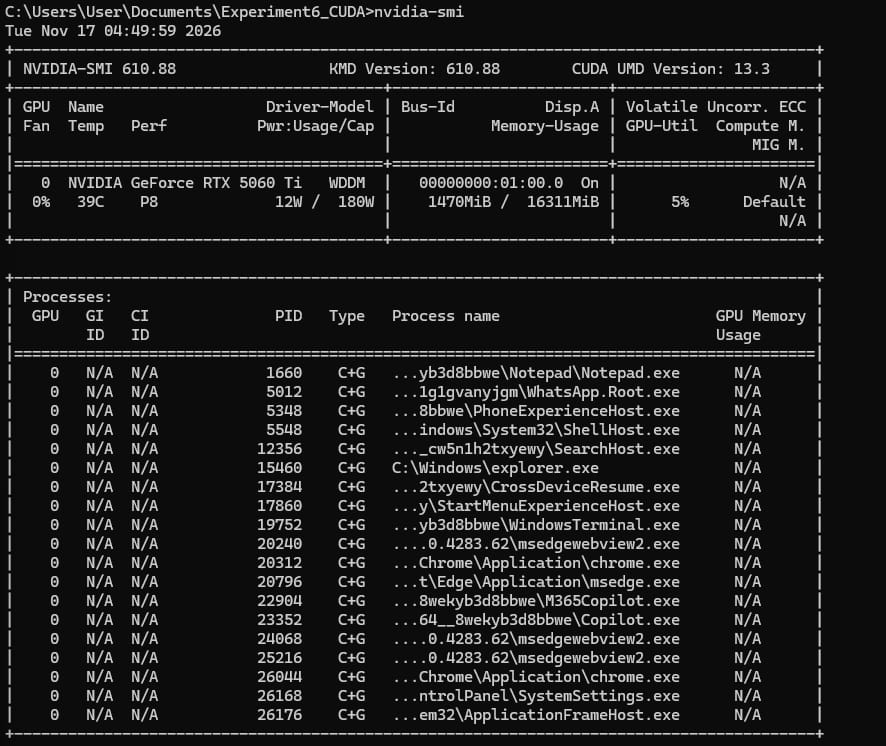 C:\Users\User\Documents\Experiment6_CUDA>nvidia-smi
Tue Nov 17 04:49:59 2026
NVIDIA-SMI 610.88 KMD Version: 610.88 CUDA UMD Version: 13.3
GPU Name Driver-Model | Bus-Id Disp.A | Volatile Uncorr. ECC
Fan Temp Perf Pwr:Usage/Cap | Memory-Usage | GPU-Util Compute M.
MIG M.
0 NVIDIA GeForce RTX 5060 Ti WDDM | 00000000:01:00.0 On | N/A
0% 39C P8 12W / 180W | 1470MiB / 16311MiB | 5% Default
N/A
Processes:
GPU GI CI PID Type Process name GPU Memory
ID ID Usage
0 N/A N/A 1660 C+G ...yb3d8bbwe\Notepad\Notepad.exe N/A
0 N/A N/A 5012 C+G ...1g1gvanyjgm\WhatsApp.Root.exe N/A
0 N/A N/A 5348 C+G ...8bbwe\PhoneExperienceHost.exe N/A
0 N/A N/A 5548 C+G ...indows\System32\ShellHost.exe N/A
0 N/A N/A 12356 C+G ..._cw5n1h2txyewy\SearchHost.exe N/A
0 N/A N/A 15460 C+G C:\Windows\explorer.exe N/A
0 N/A N/A 17384 C+G ...2txyewy\CrossDeviceResume.exe N/A
0 N/A N/A 17860 C+G ...y\StartMenuExperienceHost.exe N/A
0 N/A N/A 19752 C+G ...yb3d8bbwe\WindowsTerminal.exe N/A
0 N/A N/A 20240 C+G ....0.4283.62\msedgewebview2.exe N/A
0 N/A N/A 20312 C+G ...Chrome\Application\chrome.exe N/A
0 N/A N/A 20796 C+G ...t\Edge\Application\msedge.exe N/A
0 N/A N/A 22904 C+G ...8wekyb3d8bbwe\M365Copilot.exe N/A
0 N/A N/A 23352 C+G ...64__8wekyb3d8bbwe\Copilot.exe N/A
0 N/A N/A 24068 C+G ....0.4283.62\msedgewebview2.exe N/A
0 N/A N/A 25216 C+G ....0.4283.62\msedgewebview2.exe N/A
0 N/A N/A 26044 C+G ...Chrome\Application\chrome.exe N/A
0 N/A N/A 26168 C+G ...ntrolPanel\SystemSettings.exe N/A
0 N/A N/A 26176 C+G ...em32\ApplicationFrameHost.exe N/A